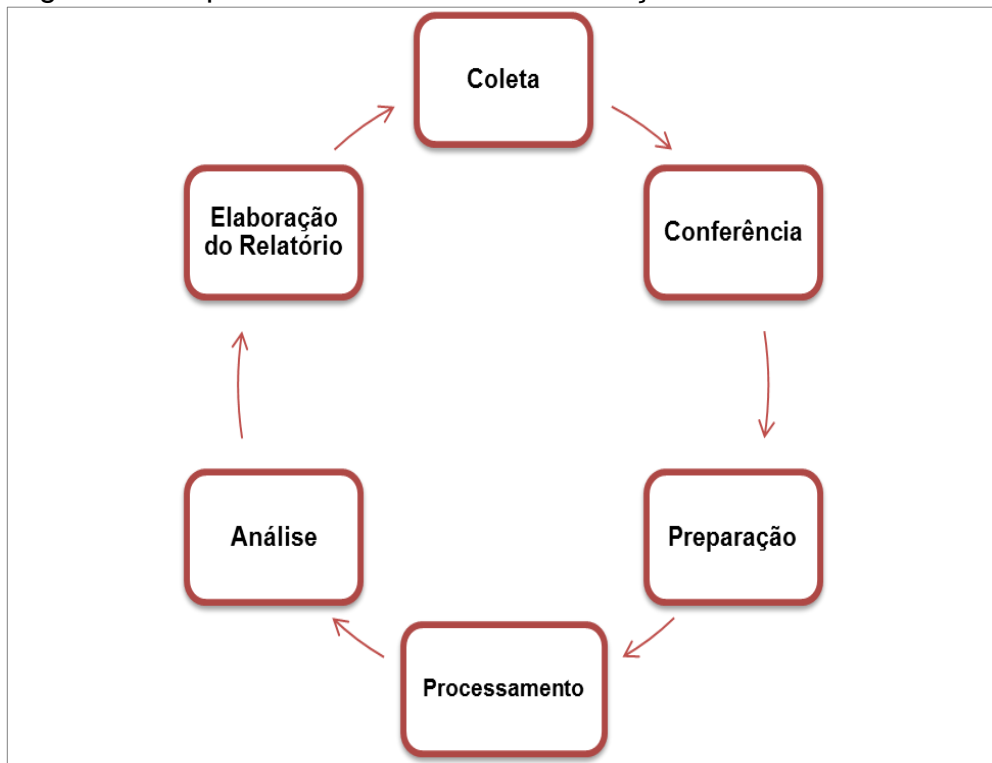 Coleta
Conferência
Preparação
Processamento
Análise
Elaboração
do Relatório